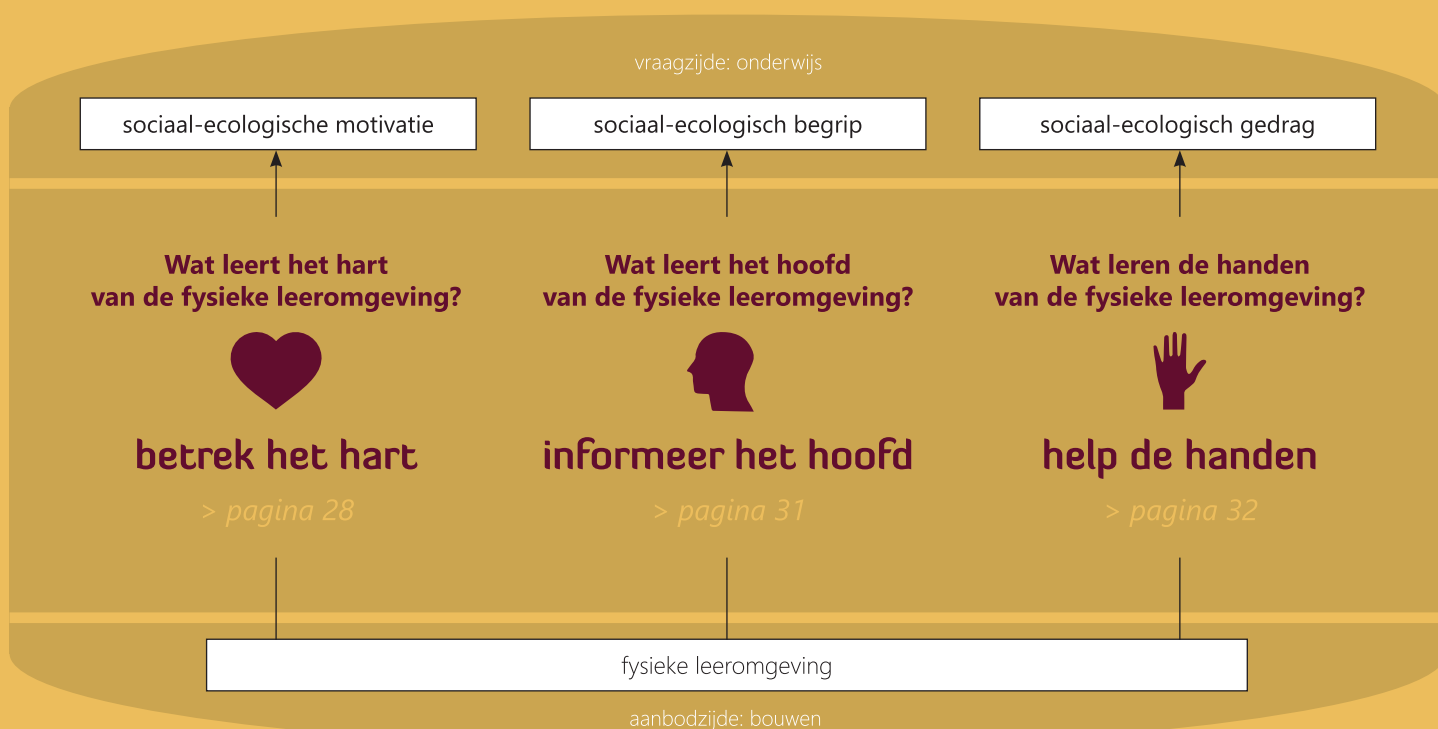 vraagzijde: onderwijs
sociaal-ecologische motivatie
sociaal-ecologisch begrip
sociaal-ecologisch gedrag
Wat leert het hart
van de fysieke leeromgeving?
betrek het hart
> pagina 28
Wat leert het hoofd
van de fysieke leeromgeving?
informeer het hoofd
> pagina 31
Wat leren de handen
van de fysieke leeromgeving?
help de handen
> pagina 32
fysieke leeromgeving
aanbodzijde: bouwen